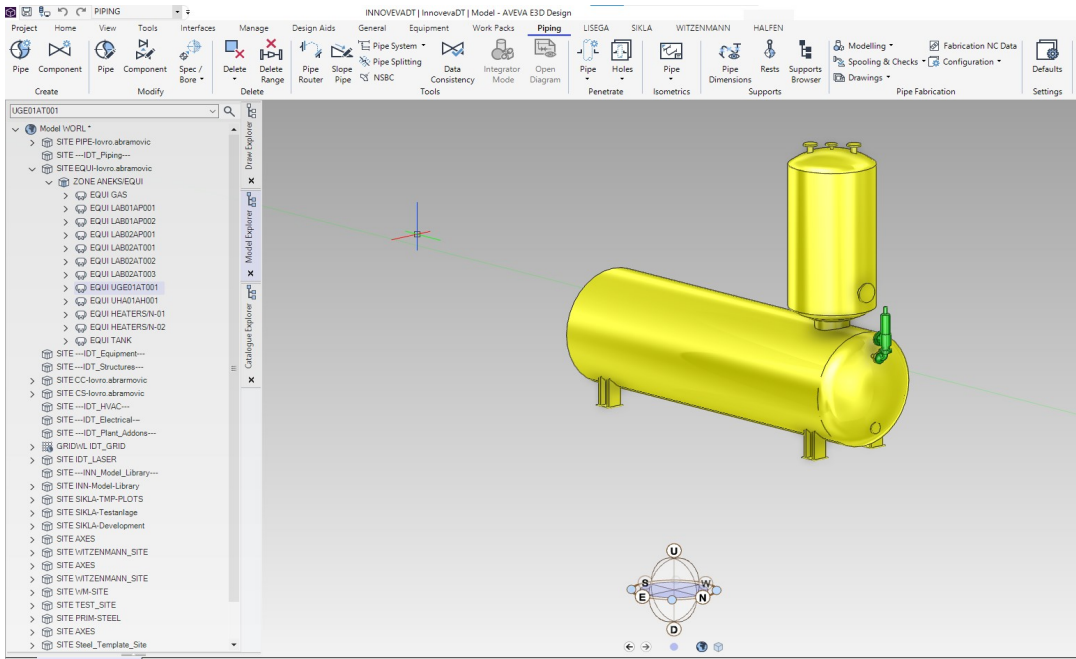 PIPING
INNOVEVADT | InnovevaDT | Model - AVEVA E3D Design
Project Home View Tools Interfaces Manage Design Aids General Equipment Work Packs Piping LISEGA SIKLA WITZENMANN HALFEN
Pipe Component Pipe Component Spec / Bore Delete Delete Range Pipe Router Slope Pipe Pipe System Pipe Splitting NSBC Data Consistency Integrator Mode Open Diagram Pipe Holes Pipe Pipe Dimensions Rests Supports Browser Modelling Spooling & Checks Drawings Fabrication NC Data Configuration Defaults
Create Modify Delete Tools Penetrate Isometrics Supports Pipe Fabrication Settings
UGE01AT001
Model WORL*
SITE PIPE-lovro.abramovic
SITE ---IDT_Piping---
SITE EQUI-lovro.abramovic
ZONE ANEKS/EQUI
EQUI GAS
EQUI LAB01AP001
EQUI LAB01AP002
EQUI LAB02AP001
EQUI LAB02AT001
EQUI LAB02AT002
EQUI LAB02AT003
EQUI UGE01AT001
EQUI UHA01AH001
EQUI HEATERS/N-01
EQUI HEATERS/N-02
EQUI TANK
SITE ---IDT_Equipment---
SITE ---IDT_Structures---
SITE CC-lovro.abrarmovic
SITE CS-lovro.abramovic
SITE ---IDT_HVAC---
SITE ---IDT_Electrical---
SITE ---IDT_Plant_Addons---
GRIDWL IDT_GRID
SITE IDT_LASER
SITE ---INN_Model_Library---
SITE INN-Model-Library
SITE SIKLA-TMP-PLOTS
SITE SIKLA-Testanlage
SITE SIKLA-Development
SITE AXES
SITE WITZENMANN_SITE
SITE AXES
SITE WITZENMANN_SITE
SITE WM-SITE
SITE TEST_SITE
SITE PRIM-STEEL
SITE AXES
SITE Steel_Template_Site
Draw Explorer
Model Explorer
Catalogue Explorer
U
S W
E N
D